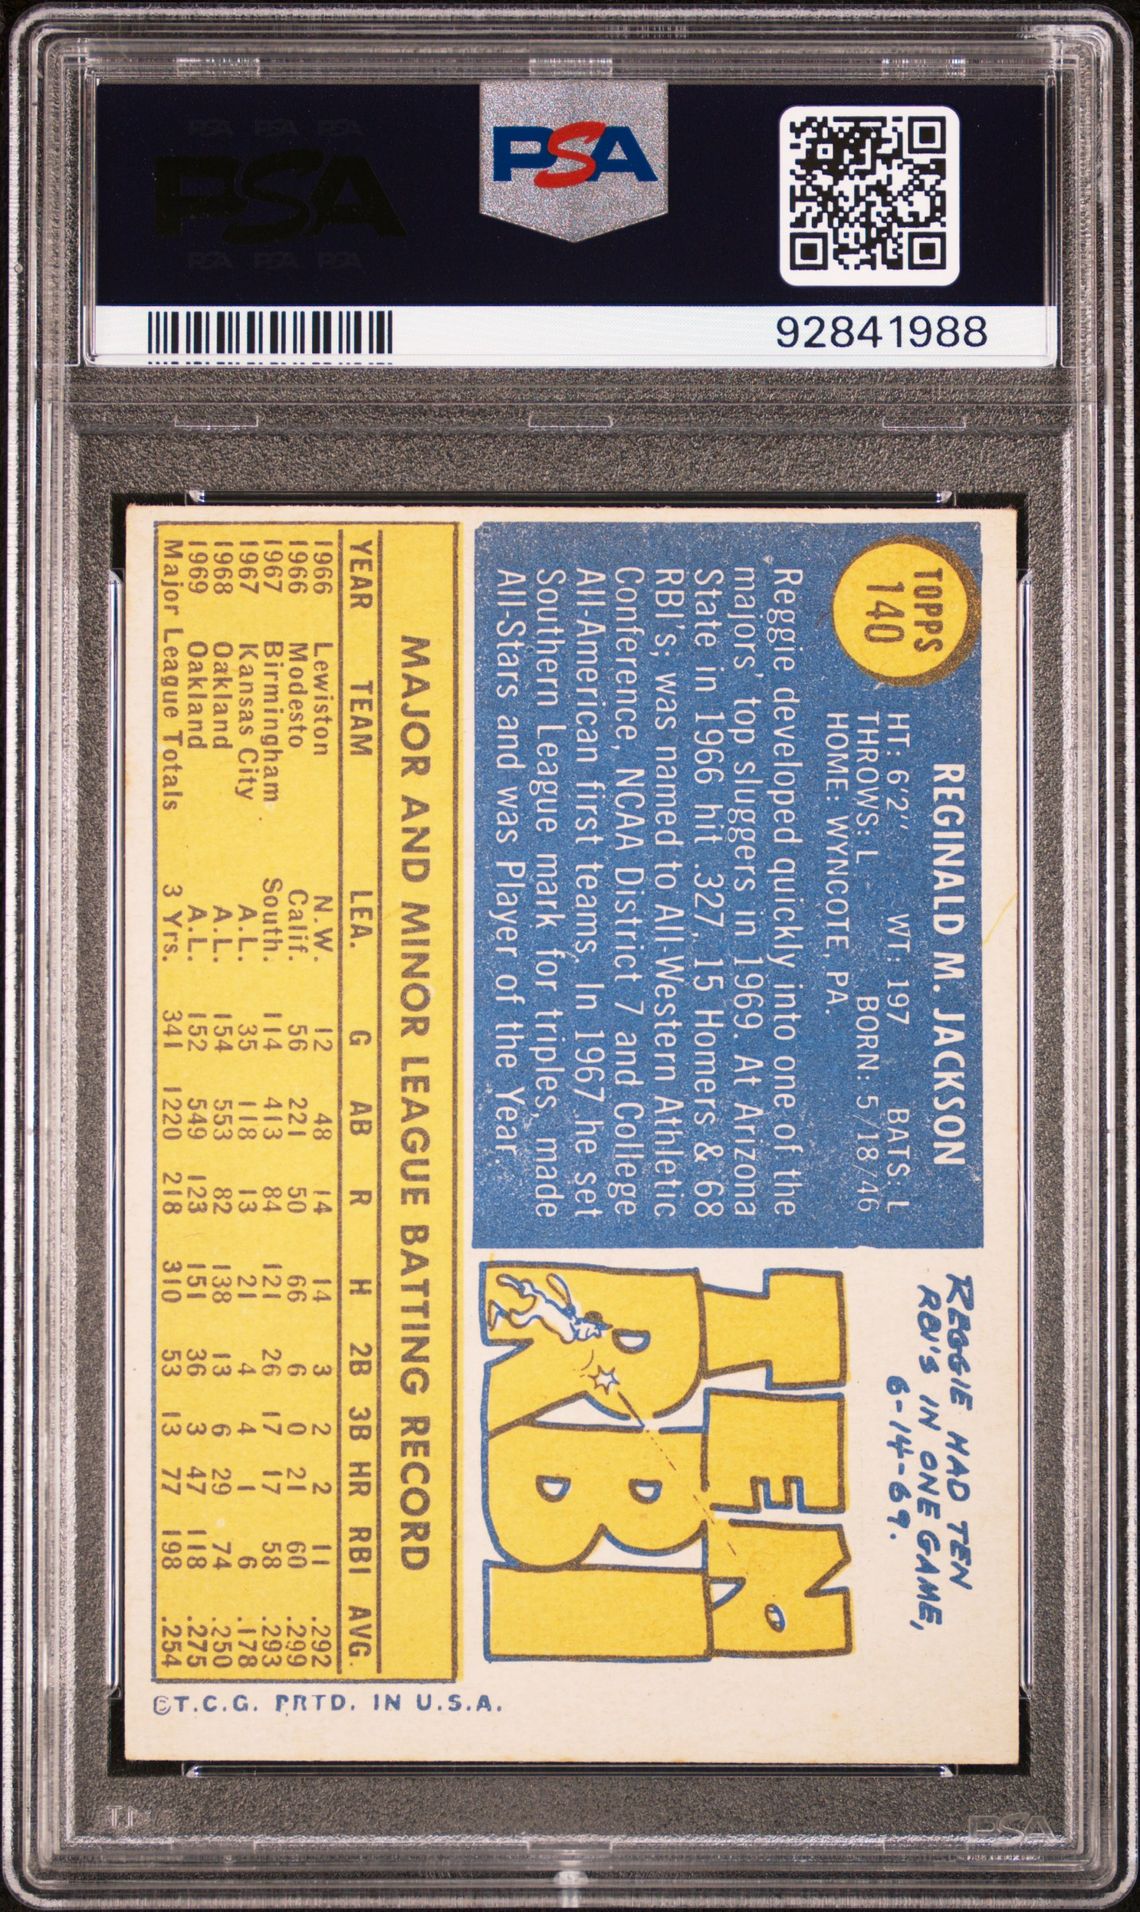 PSA PSA PSA
PSA
PSA PSA PSA
PSA
92841988
TOPPS
140
REGINALD M. JACKSON
HT: 6'2" WT: 197 BATS: L
THROWS: L BORN: 5/18/46
HOME: WYNCOTE, PA.
Reggie developed quickly into one of the
majors' top sluggers in 1969. At Arizona
State in 1966 hit .327, 15 Homers & 68
RBI's; was named to All-Western Athletic
Conference, NCAA District 7 and College
All-American first teams. In 1967 he set
Southern League mark for triples, made
All-Stars and was Player of the Year
REGGIE HAD TEN
RBI'S IN ONE GAME,
6-14-69.
TEN
RBI
MAJOR AND MINOR LEAGUE BATTING RECORD
YEAR TEAM LEA. G AB R H 2B 3B HR RBI AVG.
1966 Lewiston N.W. 12 48 14 14 3 2 2 11 .292
1966 Modesto Calif. 56 221 50 66 6 0 21 60 .299
1967 Birmingham South. 114 413 84 121 26 17 17 58 .293
1967 Kansas City A.L. 35 118 13 21 4 4 1 6 .178
1968 Oakland A.L. 154 553 82 138 13 6 29 74 .250
1969 Oakland A.L. 152 549 123 151 36 3 47 118 .275
Major League Totals 3 Yrs. 341 1220 218 310 53 13 77 198 .254
©T.C.G. PRTD. IN U.S.A.
PSA